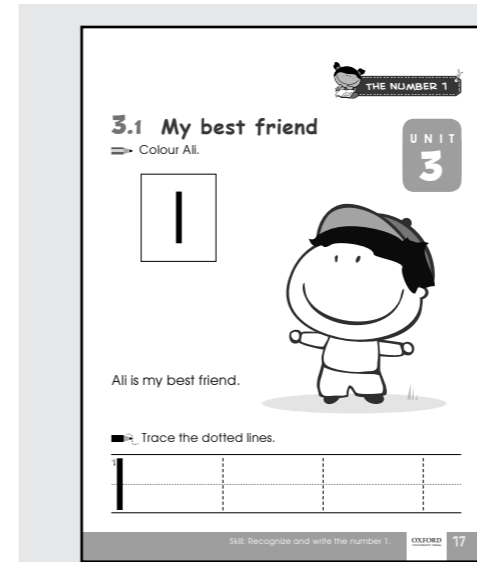 THE NUMBER 1
3.1 My best friend
UNIT
3
Colour Ali.
1
Ali is my best friend.
Trace the dotted lines.
1
Skill: Recognize and write the number 1.
OXFORD
17